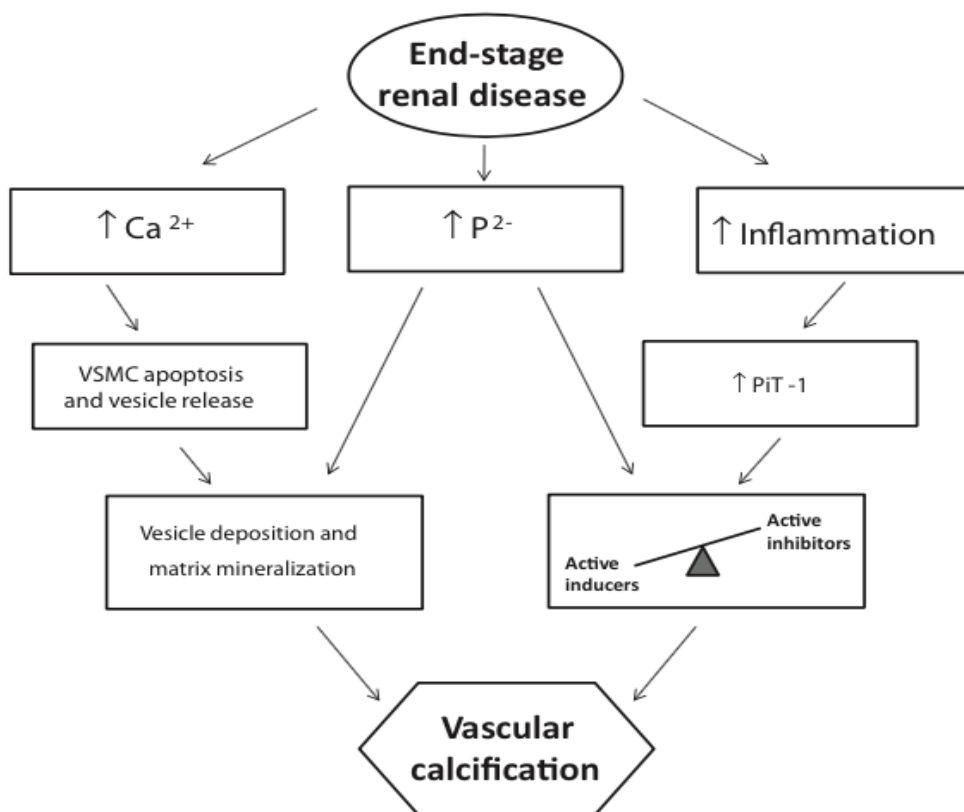 End-stage
renal disease
↑ Ca 2+
↑ P 2-
↑ Inflammation
VSMC apoptosis
and vesicle release
↑ PiT -1
Vesicle deposition and
matrix mineralization
Active
inducers
Active
inhibitors
Vascular
calcification